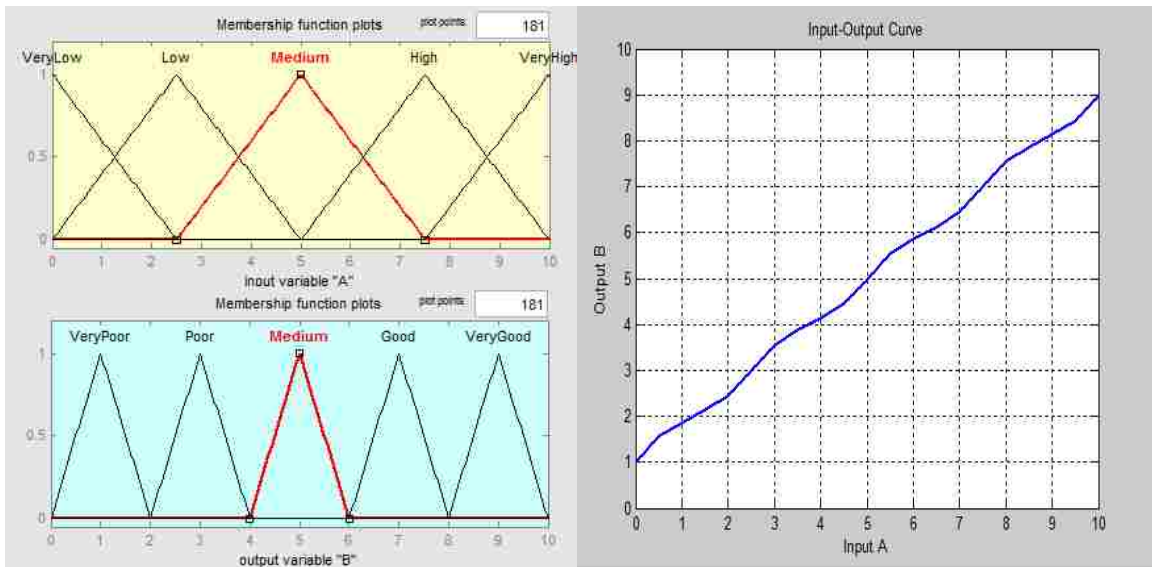 Membership function plots plot points: 181
VeryLow Low Medium High VeryHigh
1
0.5
0
0 1 2 3 4 5 6 7 8 9 10
input variable "A"
Membership function plots plot points: 181
VeryPoor Poor Medium Good VeryGood
1
0.5
0
0 1 2 3 4 5 6 7 8 9 10
output variable "B"
Input-Output Curve
10
9
8
7
6
5
4
3
2
1
0
Output B
0 1 2 3 4 5 6 7 8 9 10
Input A